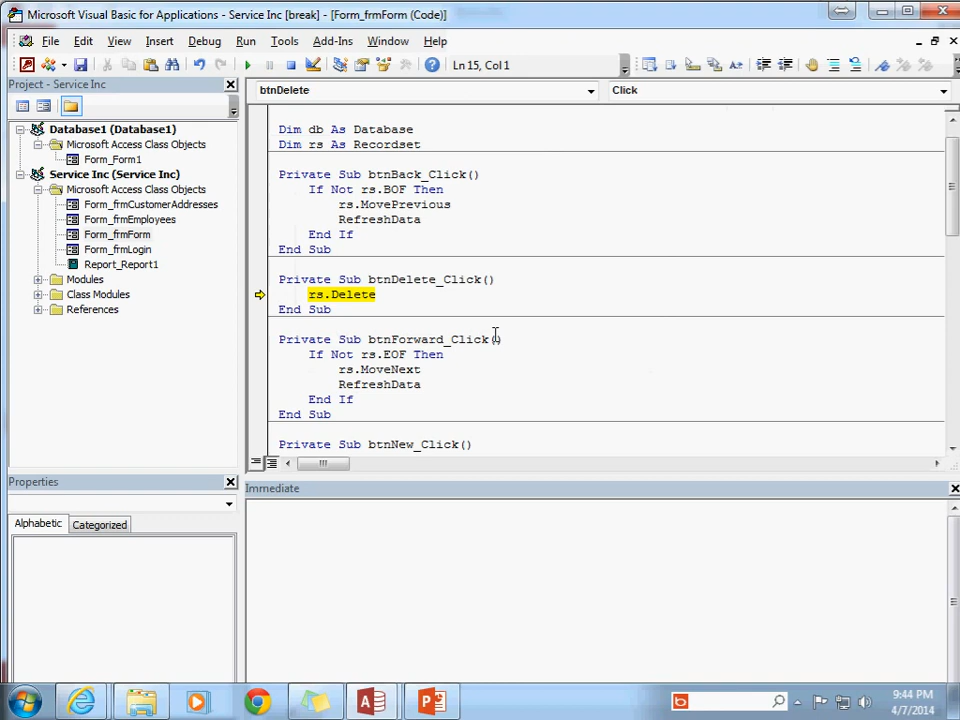 Microsoft Visual Basic for Applications - Service Inc [break] - [Form_frmForm (Code)]
File Edit View Insert Debug Run Tools Add-Ins Window Help
Ln 15, Col 1
Project - Service Inc
btnDelete Click
Database1 (Database1)
Microsoft Access Class Objects
Form_Form1
Service Inc (Service Inc)
Microsoft Access Class Objects
Form_frmCustomerAddresses
Form_frmEmployees
Form_frmForm
Form_frmLogin
Report_Report1
Modules
Class Modules
References
Dim db As Database
Dim rs As Recordset
Private Sub btnBack_Click()
If Not rs.BOF Then
rs.MovePrevious
RefreshData
End If
End Sub
Private Sub btnDelete_Click()
rs.Delete
End Sub
Private Sub btnForward_Click()
If Not rs.EOF Then
rs.MoveNext
RefreshData
End If
End Sub
Private Sub btnNew_Click()
Properties
Alphabetic Categorized
Immediate
9:44 PM
4/7/2014